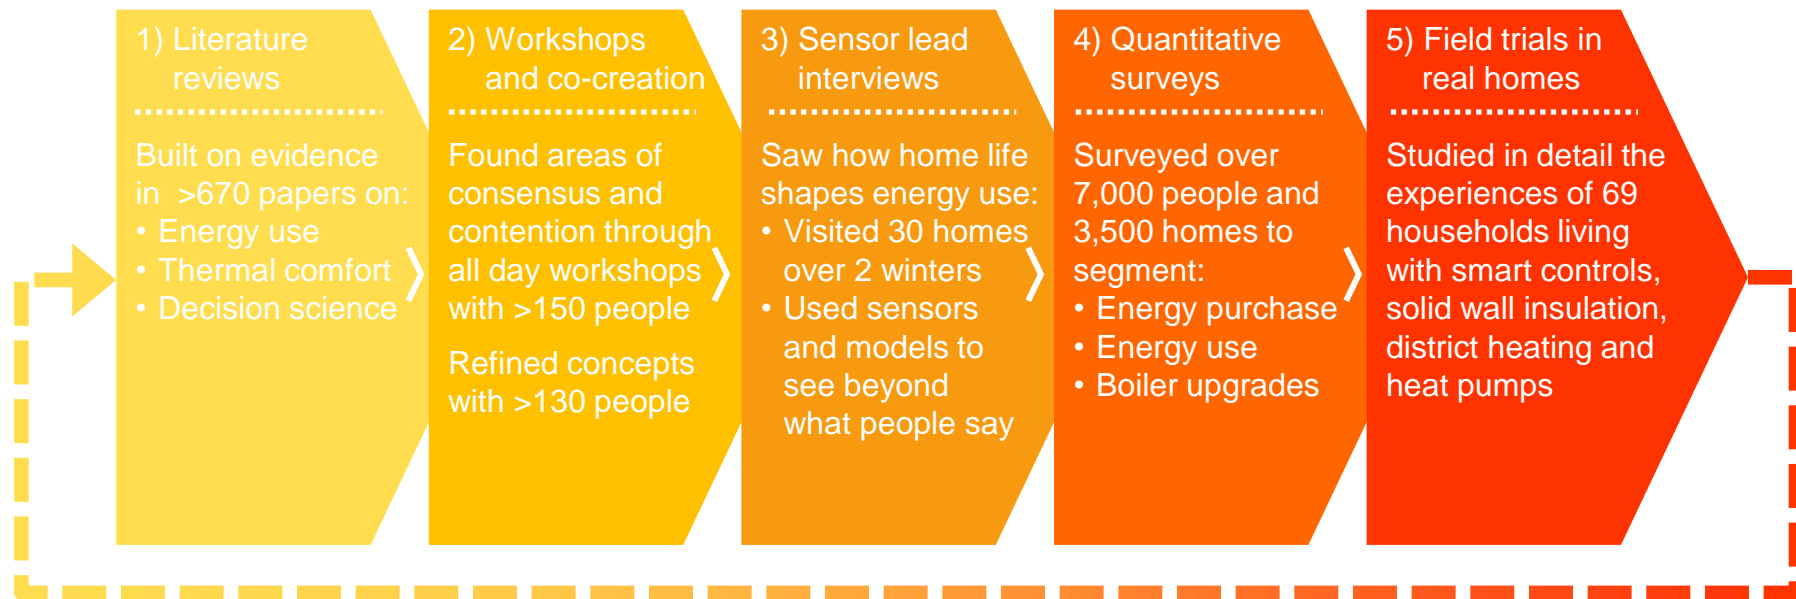 1) Literature
reviews
Built on evidence
in >670 papers on:
• Energy use
• Thermal comfort
• Decision science
2) Workshops
and co-creation
Found areas of
consensus and
contention through
all day workshops
with >150 people
Refined concepts
with >130 people
3) Sensor lead
interviews
Saw how home life
shapes energy use:
• Visited 30 homes
over 2 winters
• Used sensors
and models to
see beyond
what people say
4) Quantitative
surveys
Surveyed over
7,000 people and
3,500 homes to
segment:
• Energy purchase
• Energy use
• Boiler upgrades
5) Field trials in
real homes
Studied in detail the
experiences of 69
households living
with smart controls,
solid wall insulation,
district heating and
heat pumps